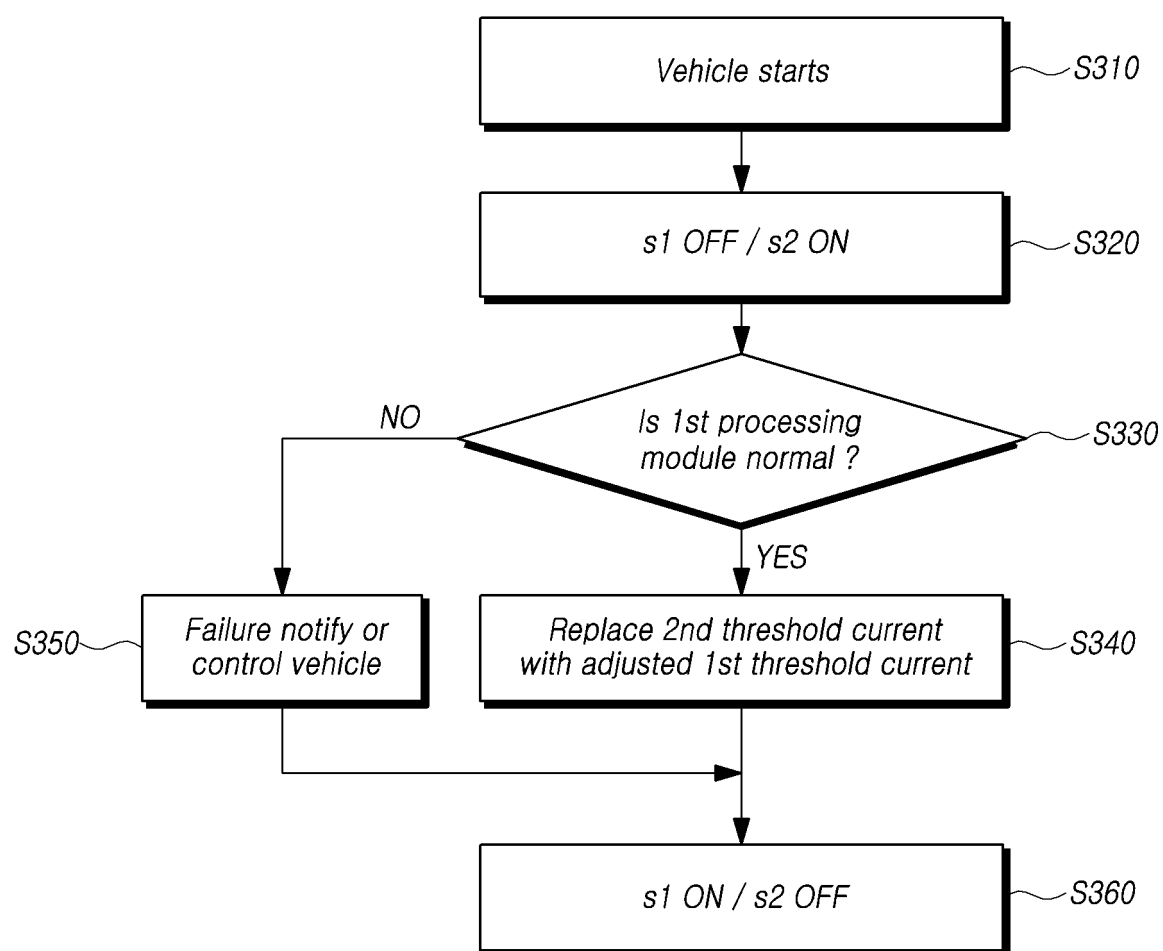 Vehicle starts
S310
s1 OFF / s2 ON
S320
NO
Is 1st processing
module normal ?
S330
YES
S350
Failure notify or
control vehicle
Replace 2nd threshold current
with adjusted 1st threshold current
S340
s1 ON / s2 OFF
S360